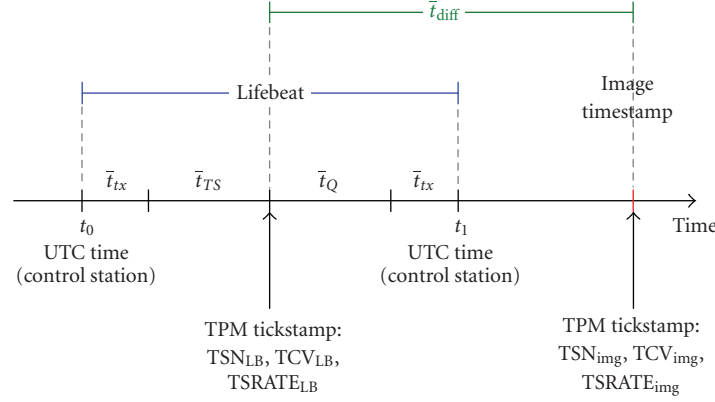 t̅diff
Lifebeat
Image
timestamp
t̅tx
t̅TS
t̅Q
t̅tx
t0
UTC time
(control station)
t1
UTC time
(control station)
Time
TPM tickstamp:
TSNLB, TCVLB,
TSRATELB
TPM tickstamp:
TSNimg, TCVimg,
TSRATEimg